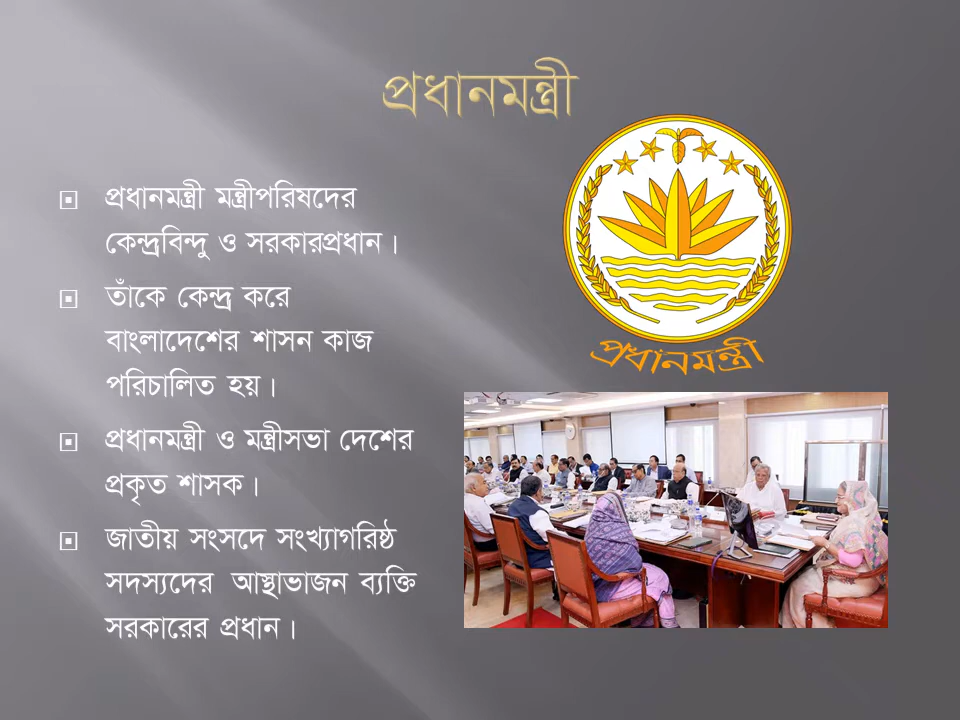 প্রধানমন্ত্রী
প্রধানমন্ত্রী মন্ত্রীপরিষদের
কেন্দ্রবিন্দু ও সরকারপ্রধান।
তাঁকে কেন্দ্র করে
বাংলাদেশের শাসন কাজ
পরিচালিত হয়।
প্রধানমন্ত্রী ও মন্ত্রীসভা দেশের
প্রকৃত শাসক।
জাতীয় সংসদে সংখ্যাগরিষ্ঠ
সদস্যদের আস্থাভাজন ব্যক্তি
সরকারের প্রধান।
প্রধানমন্ত্রী